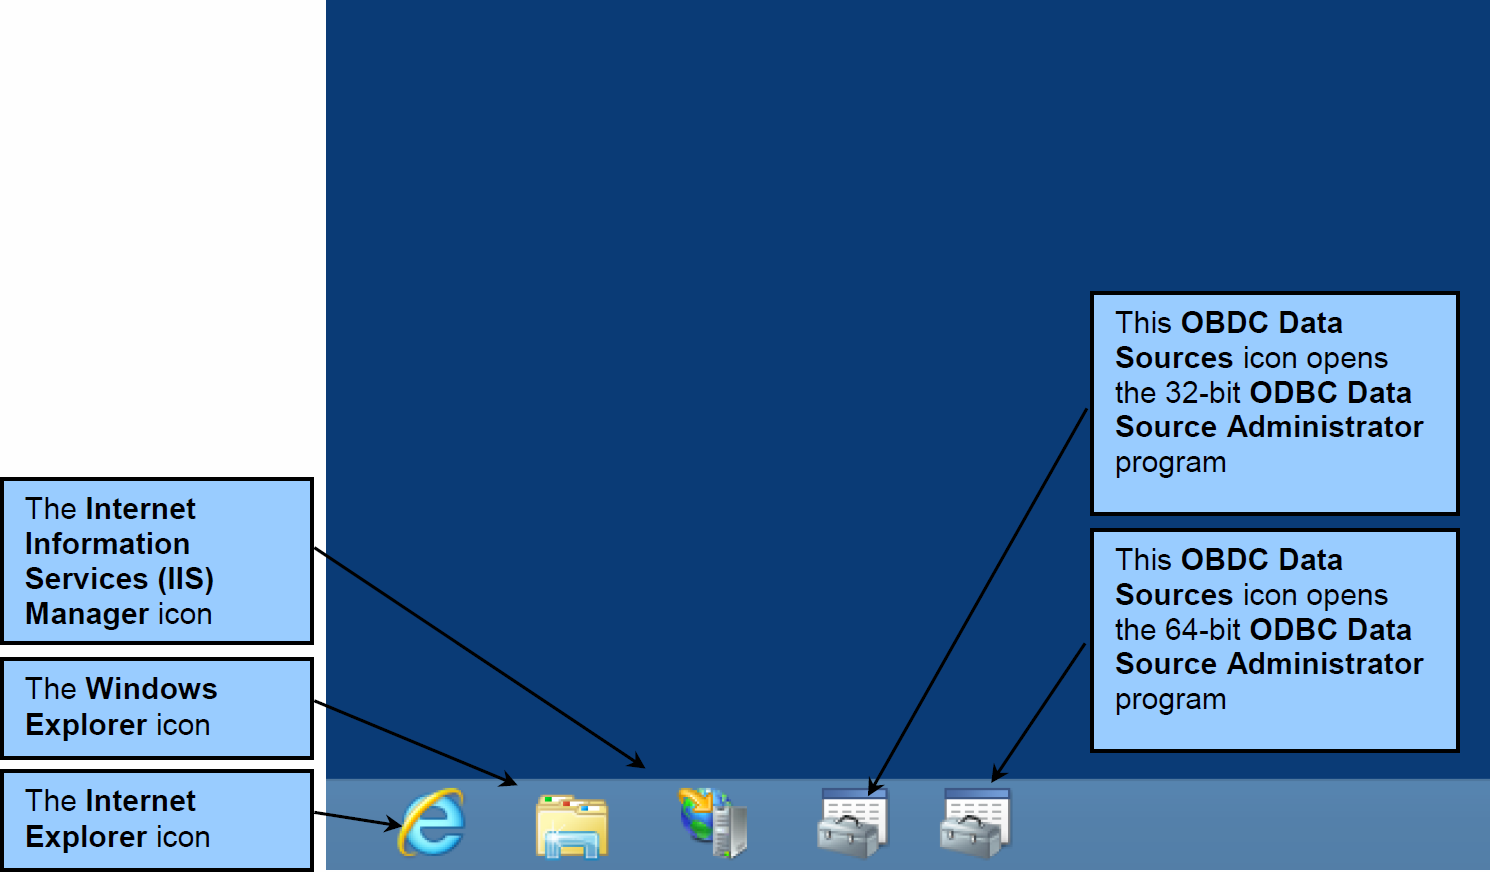 This OBDC Data
Sources icon opens
the 32-bit ODBC Data
Source Administrator
program
The Internet
Information
Services (IIS)
Manager icon
This OBDC Data
Sources icon opens
the 64-bit ODBC Data
Source Administrator
program
The Windows
Explorer icon
The Internet
Explorer icon